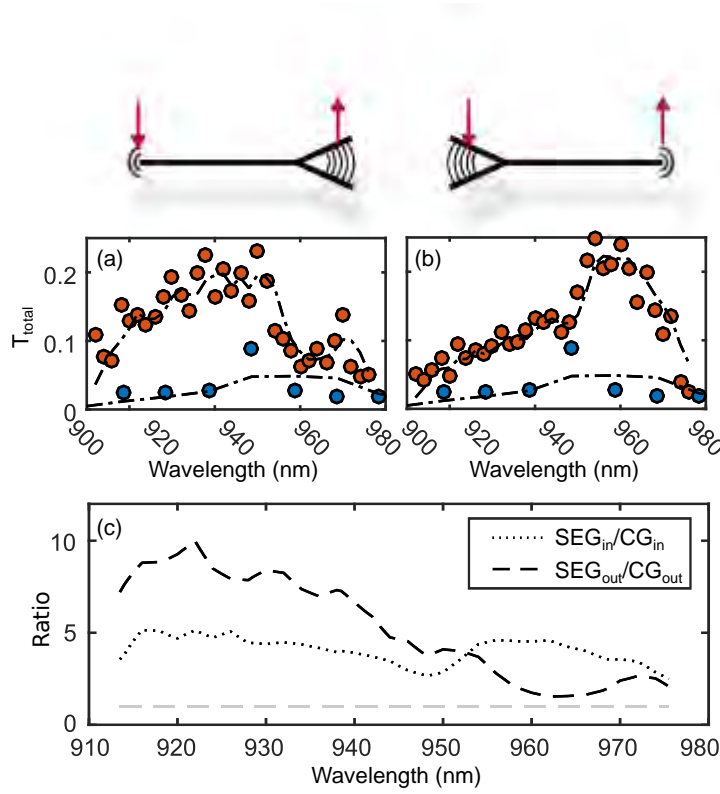 (a)
(b)
0.2
0.1
0
T_total
900
920
940
960
980
900
920
940
960
980
Wavelength (nm)
Wavelength (nm)
(c)
SEG_in/CG_in
SEG_out/CG_out
10
5
0
Ratio
910
920
930
940
950
960
970
980
Wavelength (nm)